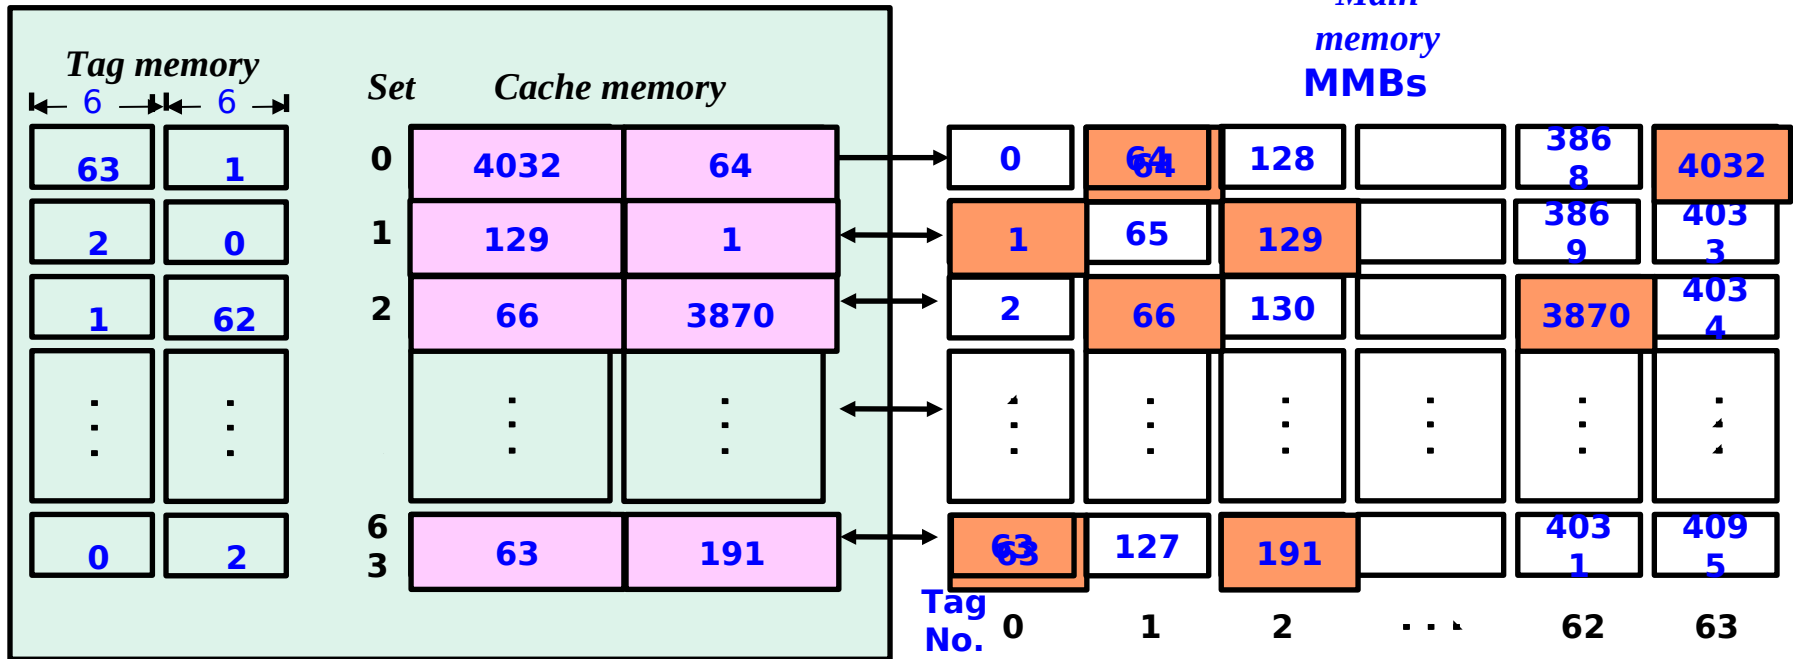 Main
memory
MMBs
Tag memory
Set Cache memory
6 6
63 1 0 4032 64 0 64 64 128 386 4032
8
2 0 1 129 1 1 65 129 386 403
9 3
1 62 2 66 3870 2 66 130 3870 403
4
6 403 409
0 2 3 63 191 63 63 127 191 1 5
Tag
No. 0 1 2 . . . 62 63